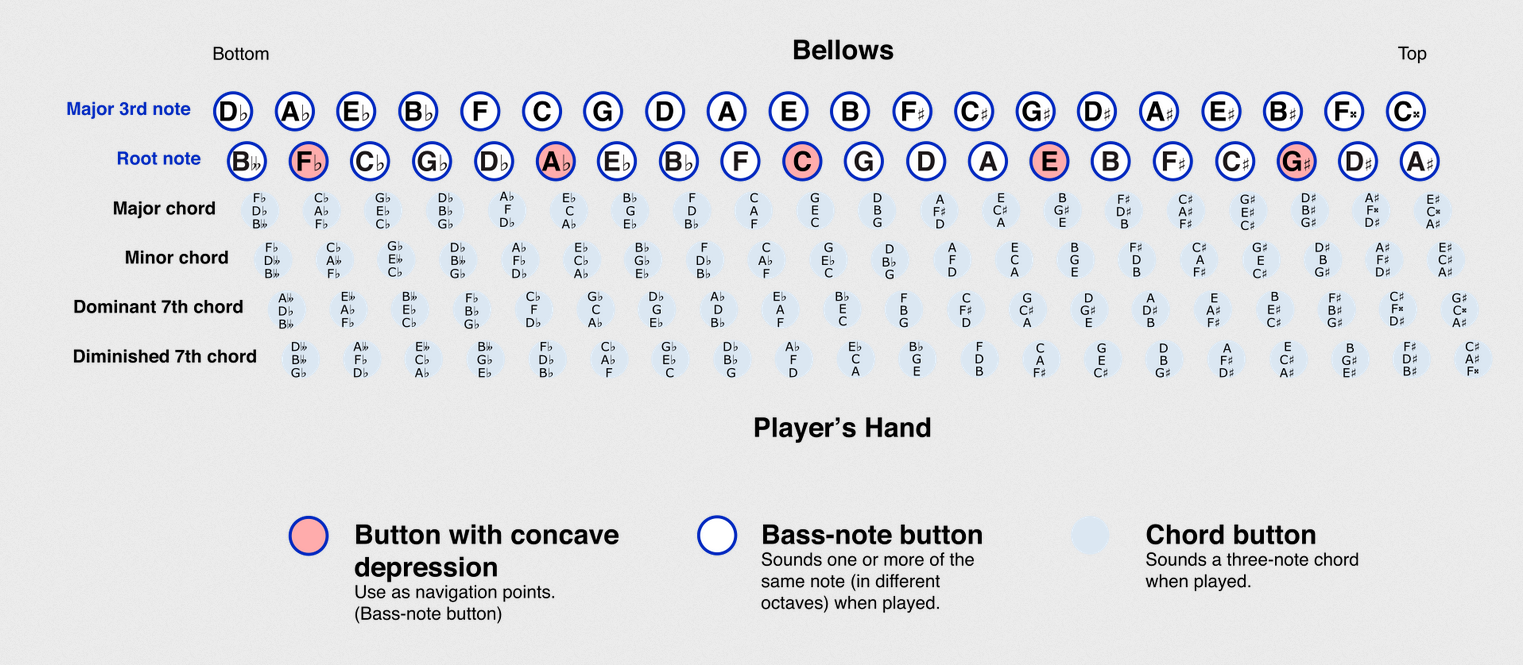 Bottom Bellows Top
Major 3rd note D♭ A♭ E♭ B♭ F C G D A E B F♯ C♯ G♯ D♯ A♯ E♯ B♯ F𝄪 C𝄪
Root note B𝄫 F♭ C♭ G♭ D♭ A♭ E♭ B♭ F C G D A E B F♯ C♯ G♯ D♯ A♯
F♭ C♭ G♭ D♭ A♭ E♭ B♭ F C G D A E B F♯ C♯ G♯ D♯ A♯ E♯
Major chord D♭ A♭ E♭ B♭ F C G D A E B F♯ C♯ G♯ D♯ A♯ E♯ B♯ F𝄪 C𝄪
B𝄫 F♭ C♭ G♭ D♭ A♭ E♭ B♭ F C G D A E B F♯ C♯ G♯ D♯ A♯
F♭ C♭ G♭ D♭ A♭ E♭ B♭ F C G D A E B F♯ C♯ G♯ D♯ A♯ E♯
Minor chord D𝄫 A𝄫 E𝄫 B𝄫 F♭ C♭ G♭ D♭ A♭ E♭ B♭ F C G D A E B F♯ C♯
B𝄫 F♭ C♭ G♭ D♭ A♭ E♭ B♭ F C G D A E B F♯ C♯ G♯ D♯ A♯
A𝄫 E𝄫 B𝄫 F♭ C♭ G♭ D♭ A♭ E♭ B♭ F C G D A E B F♯ C♯ G♯
Dominant 7th chord D♭ A♭ E♭ B♭ F C G D A E B F♯ C♯ G♯ D♯ A♯ E♯ B♯ F𝄪 C𝄪
B𝄫 F♭ C♭ G♭ D♭ A♭ E♭ B♭ F C G D A E B F♯ C♯ G♯ D♯ A♯
D𝄫 A𝄫 E𝄫 B𝄫 F♭ C♭ G♭ D♭ A♭ E♭ B♭ F C G D A E B F♯ C♯
Diminished 7th chord B𝄫 F♭ C♭ G♭ D♭ A♭ E♭ B♭ F C G D A E B F♯ C♯ G♯ D♯ A♯
G♭ D♭ A♭ E♭ B♭ F C G D A E B F♯ C♯ G♯ D♯ A♯ E♯ B♯ F𝄪
Player's Hand
Button with concave
depression
Use as navigation points.
(Bass-note button)
Bass-note button
Sounds one or more of the
same note (in different
octaves) when played.
Chord button
Sounds a three-note chord
when played.